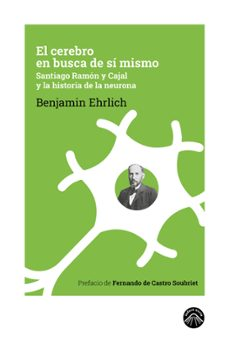 El cerebro
en busca de sí mismo
Santiago Ramón y Cajal
y la historia de la neurona
Benjamin Ehrlich
Prefacio de Fernando de Castro Soubriet